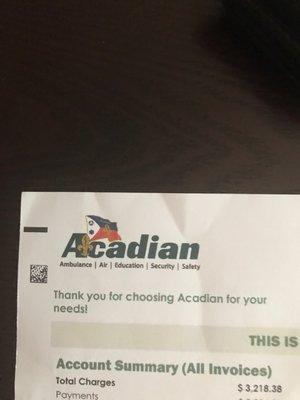 Acadian
Ambulance | Air | Education | Security | Safety
Thank you for choosing Acadian for your
needs!
THIS IS
Account Summary (All Invoices)
Total Charges $ 3,218.38
Payments